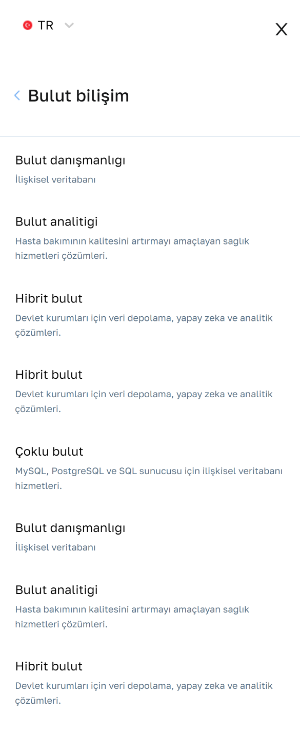 TR
Bulut bilişim
Bulut danışmanlıgı
İlişkisel veritabanı
Bulut analitigi
Hasta bakımının kalitesini artırmayı amaçlayan saglık
hizmetleri çözümleri.
Hibrit bulut
Devlet kurumları için veri depolama, yapay zeka ve analitik
çözümleri.
Hibrit bulut
Devlet kurumları için veri depolama, yapay zeka ve analitik
çözümleri.
Çoklu bulut
MySQL, PostgreSQL ve SQL sunucusu için ilişkisel veritabanı
hizmetleri.
Bulut danışmanlıgı
İlişkisel veritabanı
Bulut analitigi
Hasta bakımının kalitesini artırmayı amaçlayan saglık
hizmetleri çözümleri.
Hibrit bulut
Devlet kurumları için veri depolama, yapay zeka ve analitik
çözümleri.